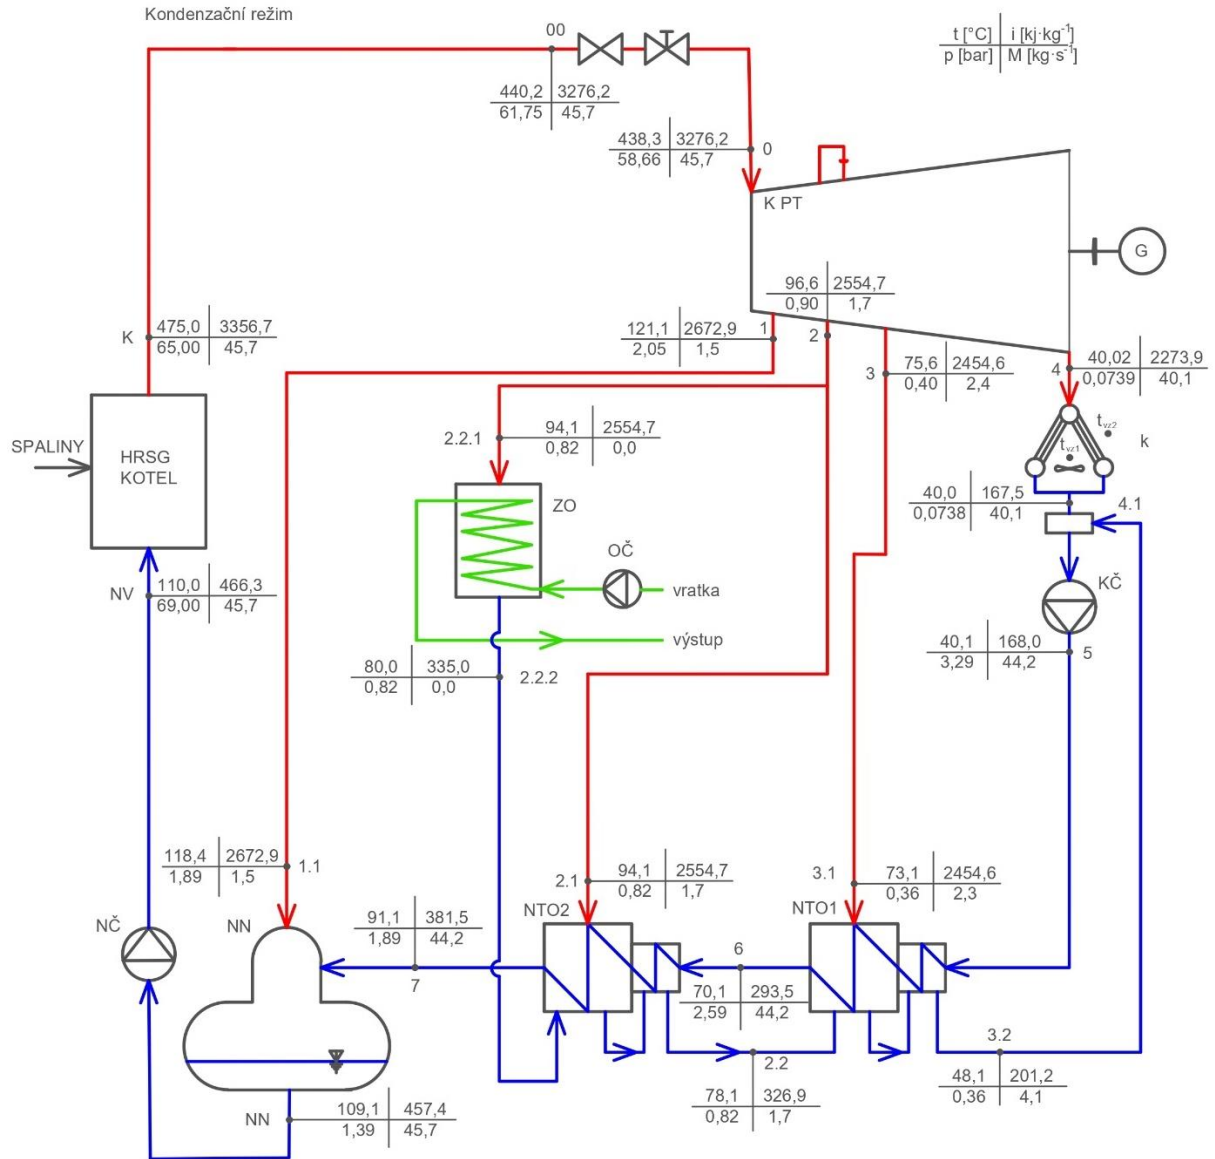 Kondenzační režim
00
t [°C] i [kj·kg⁻¹]
p [bar] M [kg·s⁻¹]
440,2 3276,2
61,75 45,7
438,3 3276,2
58,66 45,7
0
K PT
G
96,6 2554,7
0,90 1,7
K
475,0 3356,7
65,00 45,7
121,1 2672,9
2,05 1,5
1
2
3
75,6 2454,6
0,40 2,4
4
40,02 2273,9
0,0739 40,1
SPALINY
HRSG
KOTEL
2.2.1
94,1 2554,7
0,82 0,0
tvz2
tvz1
k
ZO
40,0 167,5
0,0738 40,1
4.1
OČ
KČ
NV
110,0 466,3
69,00 45,7
vratka
výstup
40,1 168,0
3,29 44,2
5
80,0 335,0
0,82 0,0
2.2.2
118,4 2672,9
1,89 1,5
1.1
2.1
94,1 2554,7
0,82 1,7
3.1
73,1 2454,6
0,36 2,3
NČ
NN
91,1 381,5
1,89 44,2
7
NTO2
NTO1
6
70,1 293,5
2,59 44,2
2.2
78,1 326,9
0,82 1,7
3.2
48,1 201,2
0,36 4,1
NN
109,1 457,4
1,39 45,7